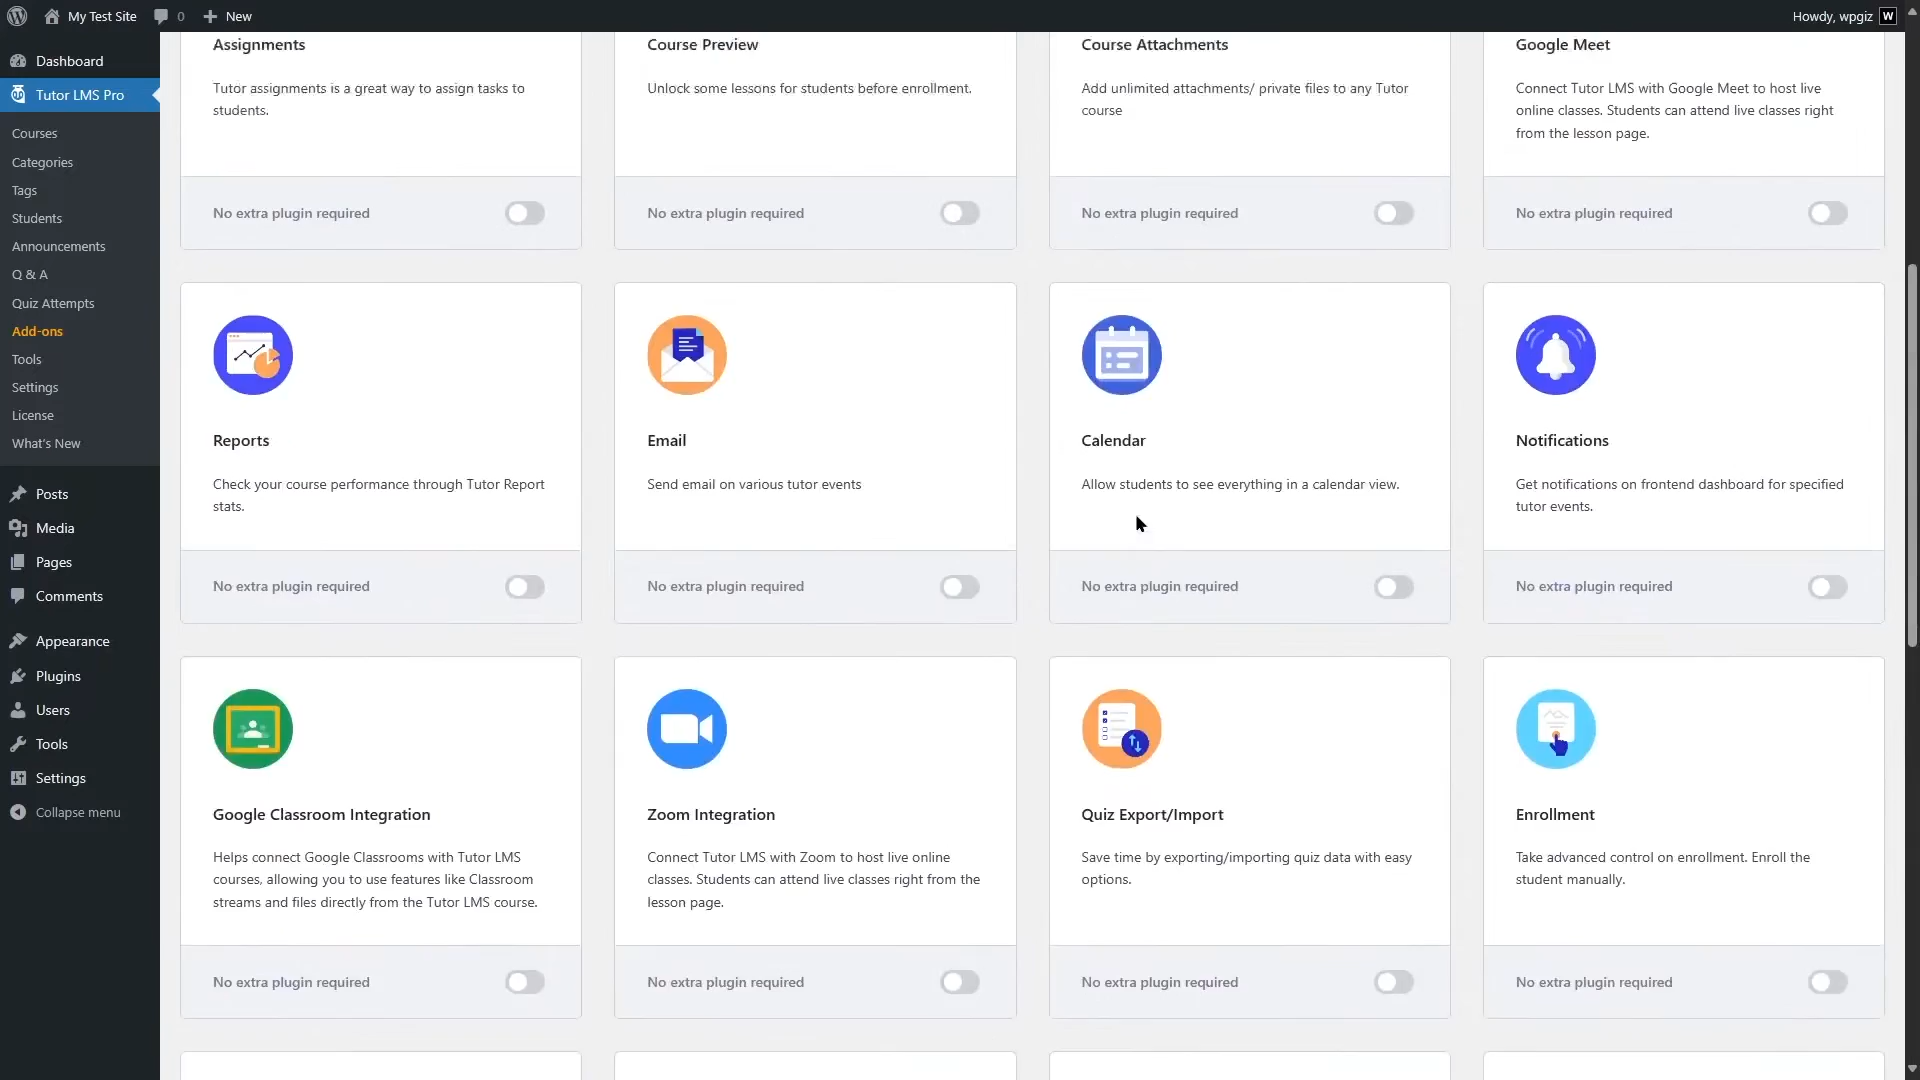 My Test Site
0
New
Howdy, wpgiz
W
Dashboard
Tutor LMS Pro
Courses
Categories
Tags
Students
Announcements
Q & A
Quiz Attempts
Add-ons
Tools
Settings
License
What's New
Posts
Media
Pages
Comments
Appearance
Plugins
Users
Tools
Settings
Collapse menu
Assignments
Tutor assignments is a great way to assign tasks to
students.
No extra plugin required
Course Preview
Unlock some lessons for students before enrollment.
No extra plugin required
Course Attachments
Add unlimited attachments/ private files to any Tutor
course
No extra plugin required
Google Meet
Connect Tutor LMS with Google Meet to host live
online classes. Students can attend live classes right
from the lesson page.
No extra plugin required
Reports
Check your course performance through Tutor Report
stats.
No extra plugin required
Email
Send email on various tutor events
No extra plugin required
Calendar
Allow students to see everything in a calendar view.
No extra plugin required
Notifications
Get notifications on frontend dashboard for specified
tutor events.
No extra plugin required
Google Classroom Integration
Helps connect Google Classrooms with Tutor LMS
courses, allowing you to use features like Classroom
streams and files directly from the Tutor LMS course.
No extra plugin required
Zoom Integration
Connect Tutor LMS with Zoom to host live online
classes. Students can attend live classes right from the
lesson page.
No extra plugin required
Quiz Export/Import
Save time by exporting/importing quiz data with easy
options.
No extra plugin required
Enrollment
Take advanced control on enrollment. Enroll the
student manually.
No extra plugin required